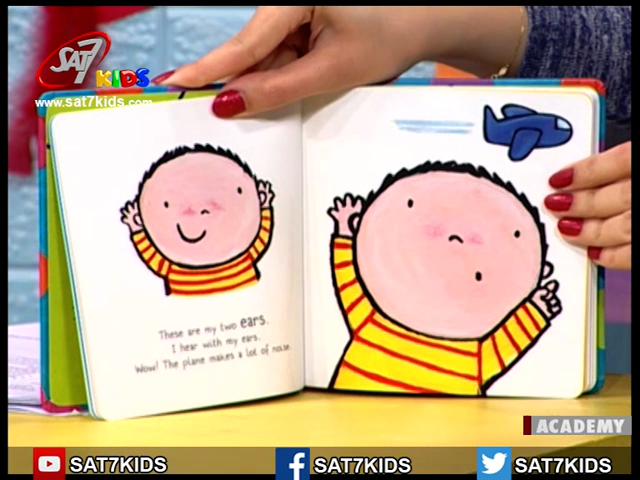 SAT7
KIDS
www.sat7kids.com
These are my two ears.
I hear with my ears.
Wow! The plane makes a lot of noise.
ACADEMY
SAT7KIDS
SAT7KIDS
SAT7KIDS